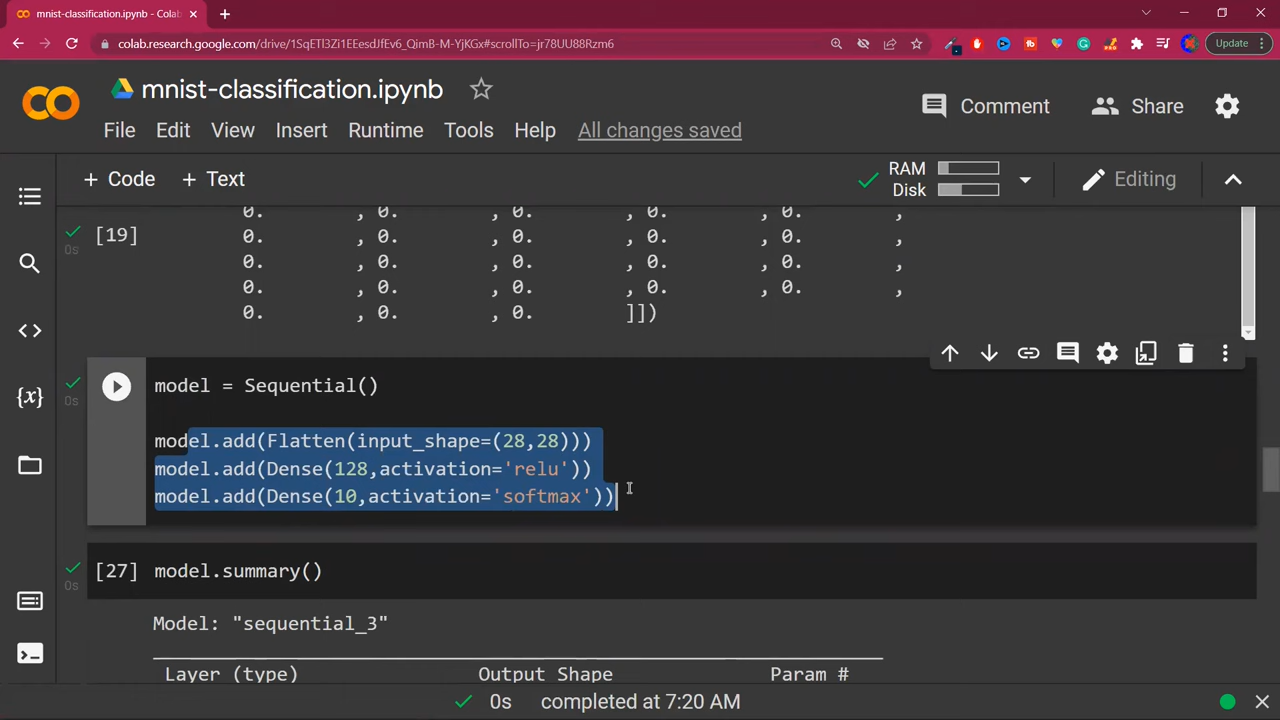 mnist-classification.ipynb - Cola
colab.research.google.com/drive/1SqETl3Zi1EEesdJfEv6_QimB-M-YjKGx#scrollTo=jr78UU88Rzm6
Update
mnist-classification.ipynb
Comment
Share
File Edit View Insert Runtime Tools Help All changes saved
+ Code + Text
RAM
Disk
Editing
0. , 0. , 0. , 0. , 0. ,
[19] 0. , 0. , 0. , 0. , 0. ,
0s
0. , 0. , 0. , 0. , 0. ,
0. , 0. , 0. , 0. , 0. ,
0. , 0. , 0. ]])
model = Sequential()
0s
model.add(Flatten(input_shape=(28,28)))
model.add(Dense(128,activation='relu'))
model.add(Dense(10,activation='softmax'))
[27] model.summary()
0s
Model: "sequential_3"
Layer (type) Output Shape Param #
0s completed at 7:20 AM